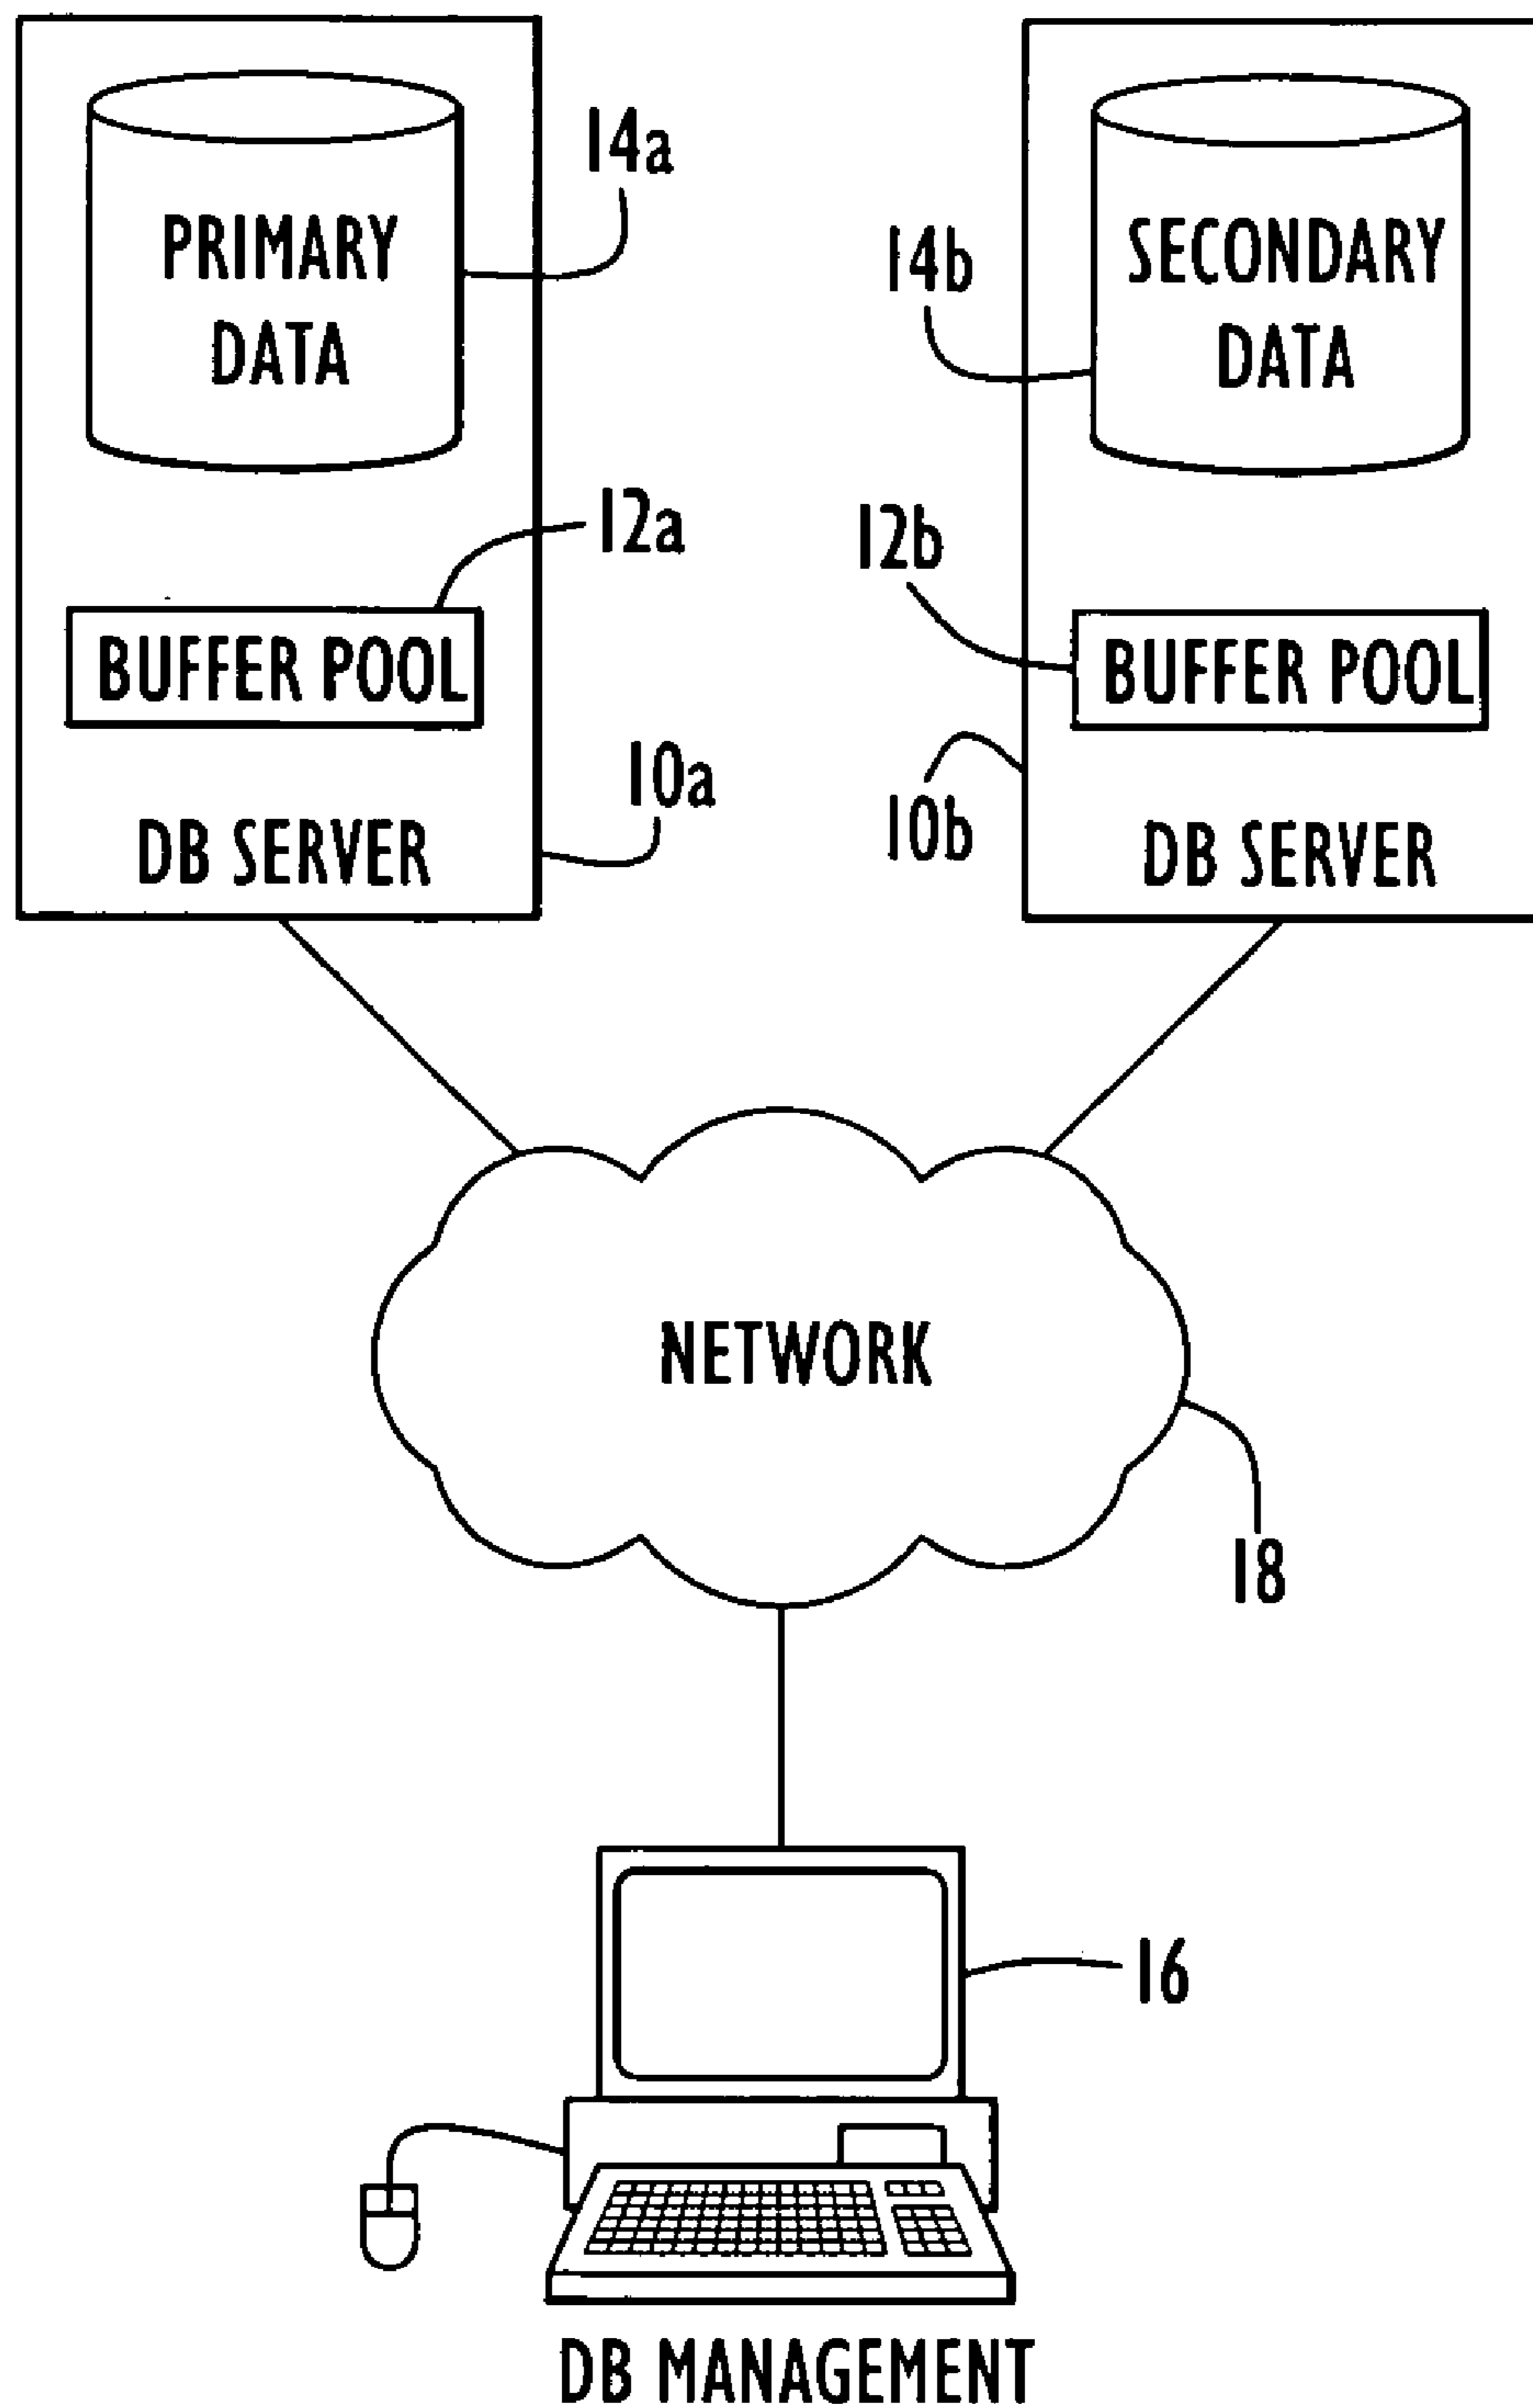 PRIMARY
DATA
14a
12a
BUFFER POOL
10a
DB SERVER
SECONDARY
DATA
14b
12b
BUFFER POOL
10b
DB SERVER
NETWORK
18
16
DB MANAGEMENT